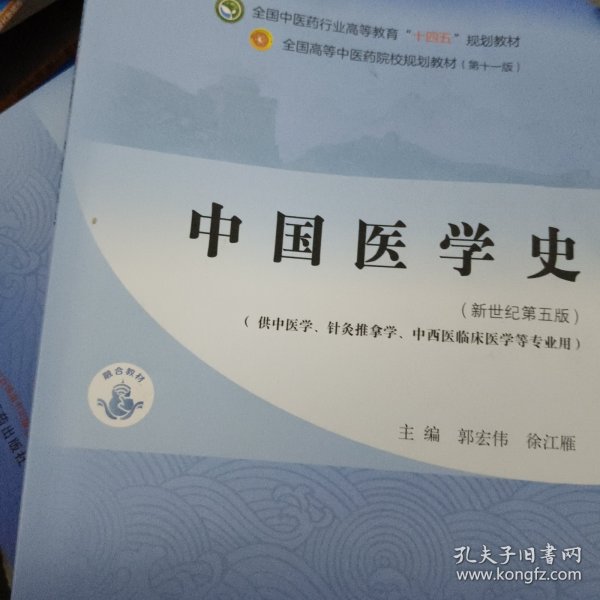 全国中医药行业高等教育“十四五”规划教材
全国高等中医药院校规划教材（第十一版）
中国医学史
（新世纪第五版）
（供中医学、针灸推拿学、中西医临床医学等专业用）
融合教材
主编 郭宏伟 徐江雁
药出版社
孔夫子旧书网
www.kongfz.com